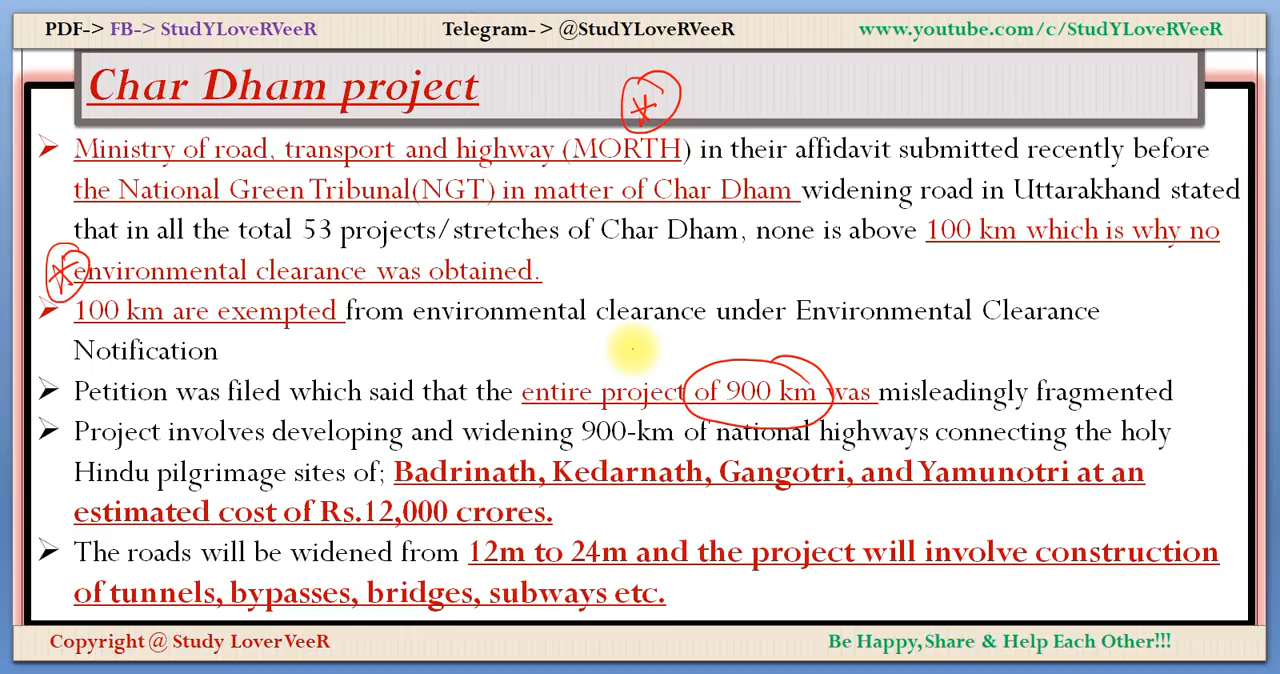 PDF-> FB-> StudYLoveRVeeR Telegram- > @StudYLoveRVeeR www.youtube.com/c/StudYLoveRVeeR
Char Dham project
Ministry of road, transport and highway (MORTH) in their affidavit submitted recently before
the National Green Tribunal(NGT) in matter of Char Dham widening road in Uttarakhand stated
that in all the total 53 projects/stretches of Char Dham, none is above 100 km which is why no
environmental clearance was obtained.
100 km are exempted from environmental clearance under Environmental Clearance
Notification
Petition was filed which said that the entire project of 900 km was misleadingly fragmented
Project involves developing and widening 900-km of national highways connecting the holy
Hindu pilgrimage sites of; Badrinath, Kedarnath, Gangotri, and Yamunotri at an
estimated cost of Rs.12,000 crores.
The roads will be widened from 12m to 24m and the project will involve construction
of tunnels, bypasses, bridges, subways etc.
Copyright @ Study LoverVeeR Be Happy,Share & Help Each Other!!!